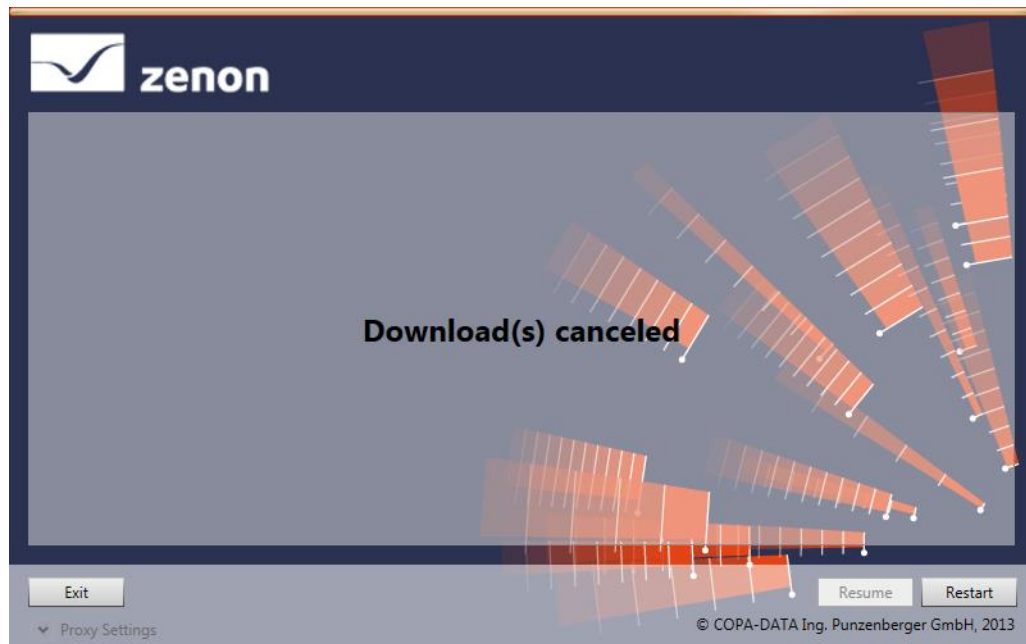 zenon
Download(s) canceled
Exit
Resume
Restart
Proxy Settings
© COPA-DATA Ing. Punzenberger GmbH, 2013